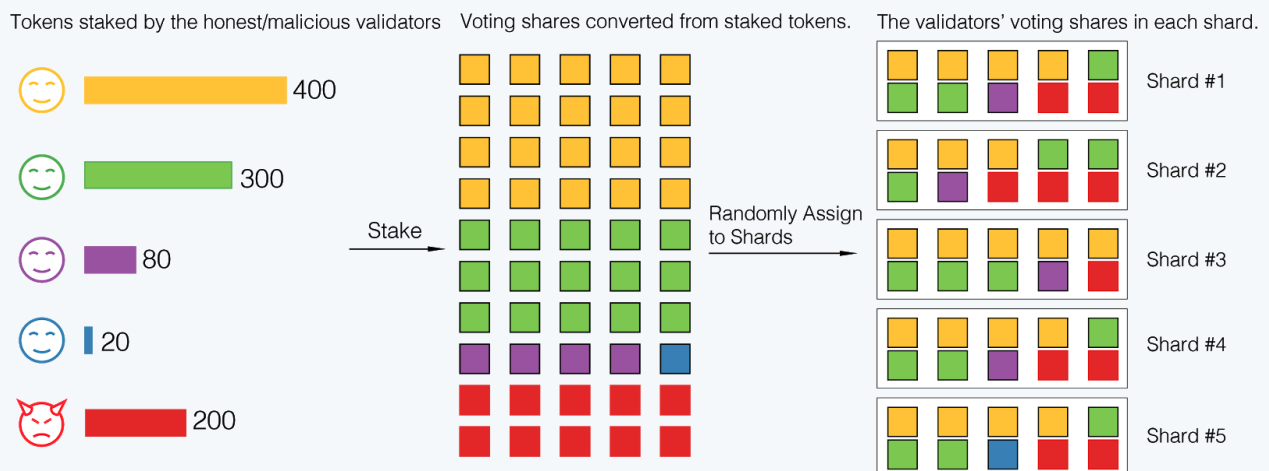 Tokens staked by the honest/malicious validators
Voting shares converted from staked tokens.
The validators’ voting shares in each shard.
400
300
80
20
200
Stake
Randomly Assign
to Shards
Shard #1
Shard #2
Shard #3
Shard #4
Shard #5